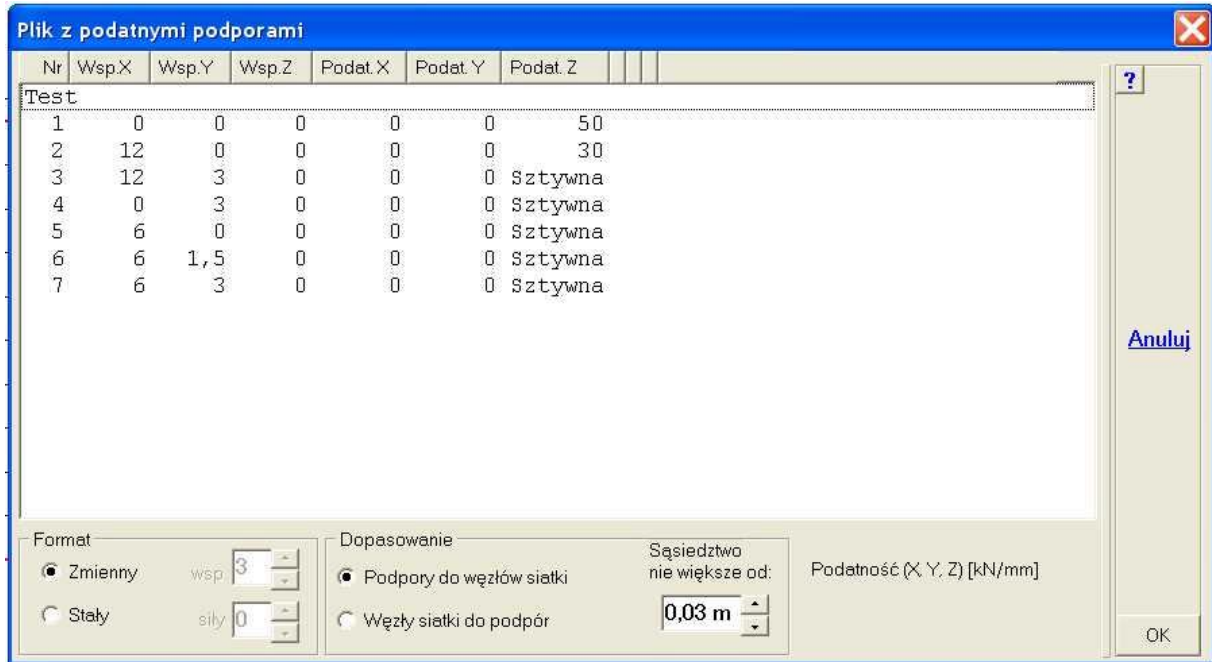 Plik z podatnymi podporami
Nr Wsp.X Wsp.Y Wsp.Z Podat.X Podat.Y Podat.Z
?
Test
1 0 0 0 0 0 50
2 12 0 0 0 0 30
3 12 3 0 0 0 Sztywna
4 0 3 0 0 0 Sztywna
5 6 0 0 0 0 Sztywna
6 6 1,5 0 0 0 Sztywna
7 6 3 0 0 0 Sztywna
Anuluj
Format
Zmienny wsp 3
Stały siły 0
Dopasowanie
Podpory do węzłów siatki
Węzły siatki do podpór
Sąsiedztwo
nie większe od:
0,03 m
Podatność (X, Y, Z) [kN/mm]
OK